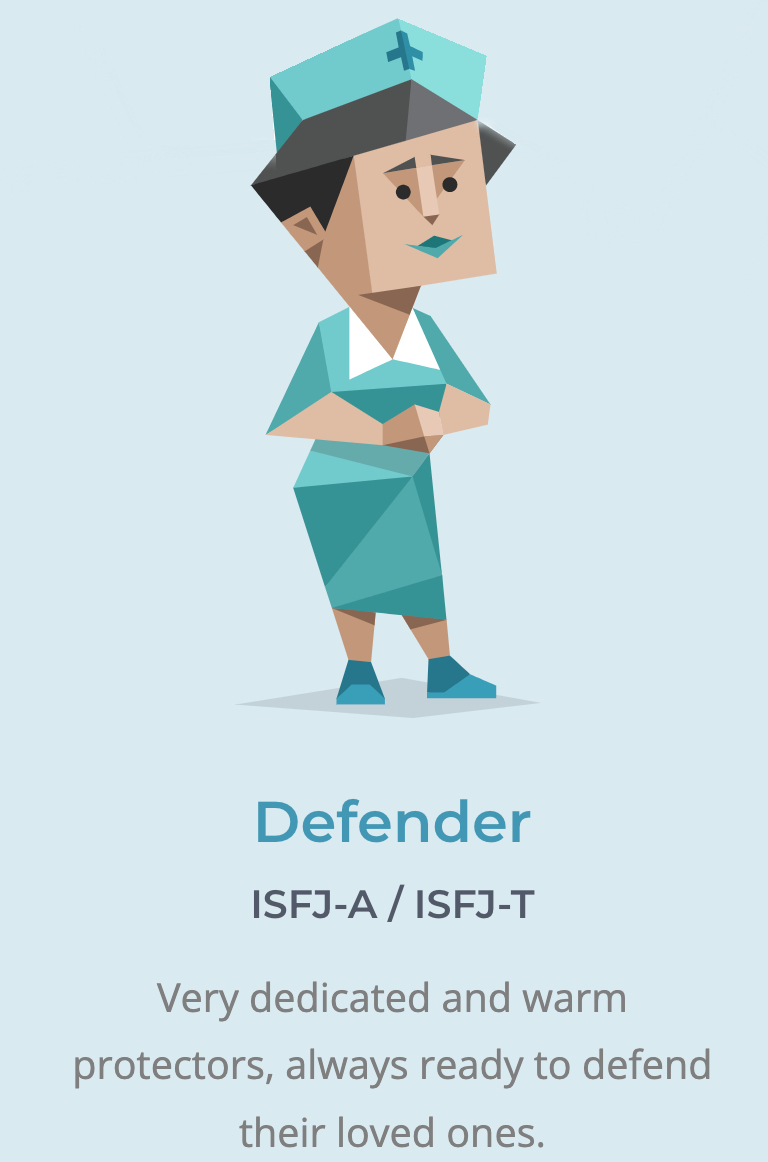 Defender
ISFJ-A / ISFJ-T
Very dedicated and warm
protectors, always ready to defend
their loved ones.